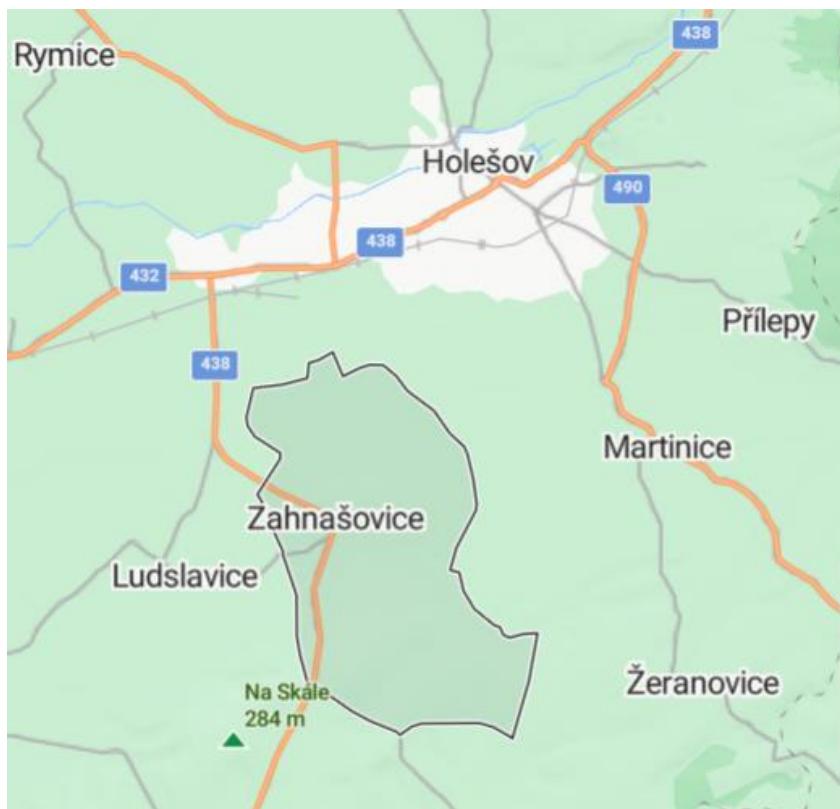 438
Rymice
Holešov
490
438
432
Přílepy
438
Martinice
Zahnašovice
Ludslavice
Žeranovice
Na Skále
284 m